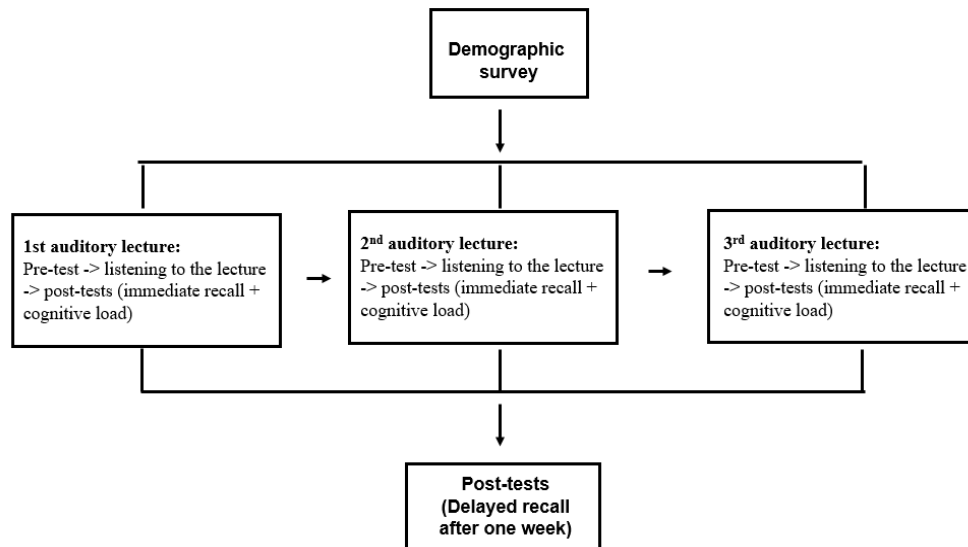 Demographic
survey
1st auditory lecture:
Pre-test -> listening to the lecture
-> post-tests (immediate recall +
cognitive load)
2nd auditory lecture:
Pre-test -> listening to the lecture
-> post-tests (immediate recall +
cognitive load)
3rd auditory lecture:
Pre-test -> listening to the lecture
-> post-tests (immediate recall +
cognitive load)
Post-tests
(Delayed recall
after one week)